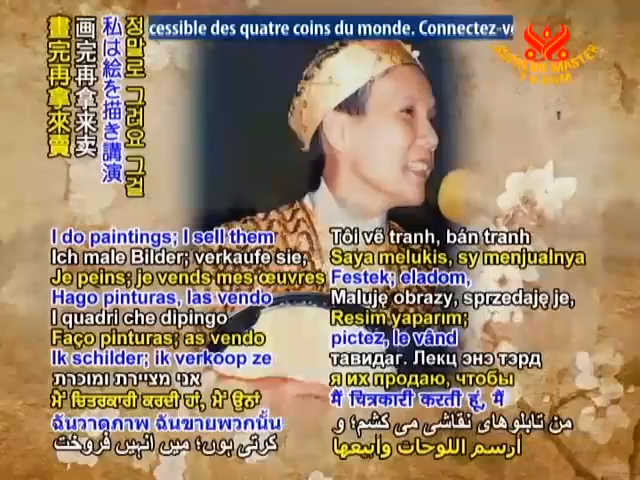 cessible des quatre coins du monde. Connectez-v
SUPREME MASTER
畫完再拿來賣
画完再拿来卖
私は絵を描き講演
정말로 그려요 그걸
I do paintings; I sell them
Ich male Bilder; verkaufe sie,
Je peins; je vends mes œuvres
Hago pinturas, las vendo
I quadri che dipingo
Faço pinturas; as vendo
Ik schilder; ik verkoop ze
אני מציירת ומוכרת
ਮੈਂ ਚਿਤਰਕਾਰੀ ਕਰਦੀ ਹਾਂ, ਮੈਂ ਉਨਾਂ
ฉันวาดภาพ ฉันขายพวกนั้น
کرتی ہوں؛ میں انہیں فروخت
Tôi vẽ tranh, bán tranh
Saya melukis, sy menjualnya
Festek; eladom,
Maluję obrazy, sprzedaję je,
Resim yaparım;
pictez, le vând
тавидаг. Лекц энэ тэрд
я их продаю, чтобы
मैं चित्रकारी करती हूं, मैं
من تابلوهای نقاشی می کشم؛ و
أرسم اللوحات وأبيعها